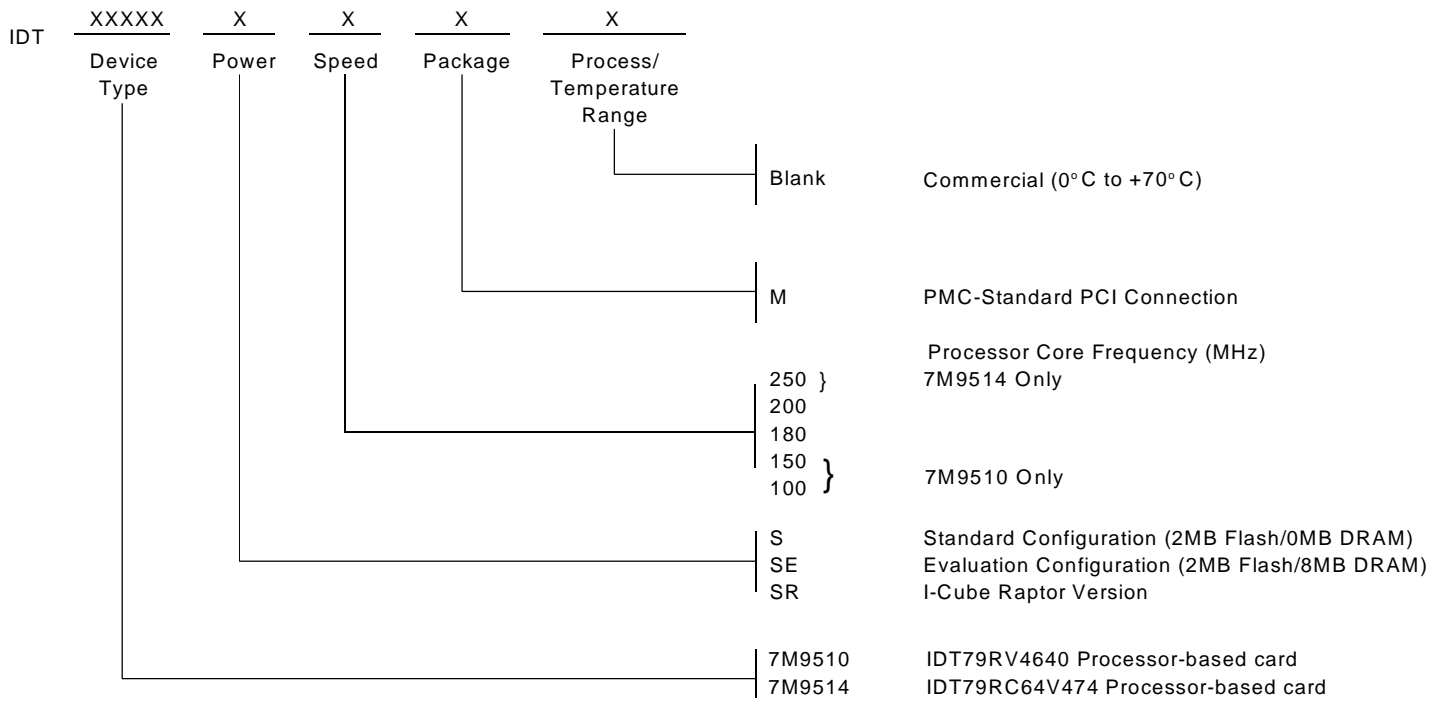 IDT XXXXX X X X X
Device Type Power Speed Package Process/ Temperature Range
Blank Commercial (0°C to +70°C)
M PMC-Standard PCI Connection
Processor Core Frequency (MHz)
250 } 7M9514 Only
200
180
150
100 } 7M9510 Only
S Standard Configuration (2MB Flash/0MB DRAM)
SE Evaluation Configuration (2MB Flash/8MB DRAM)
SR I-Cube Raptor Version
7M9510 IDT79RV4640 Processor-based card
7M9514 IDT79RC64V474 Processor-based card